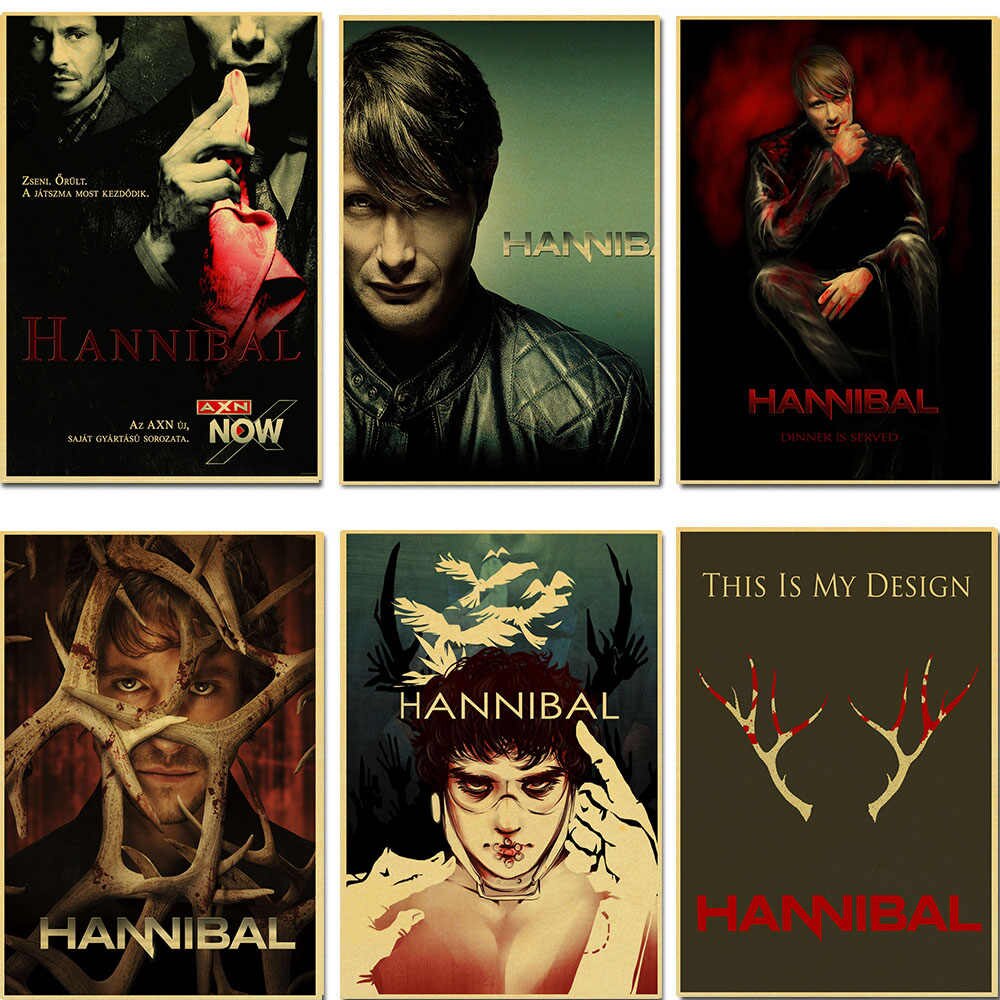 Zseni. Őrült.
A játszma most kezdődik.
HANNIBAL
Az AXN új,
saját gyártású sorozata.
AXN
NOW
HANNIBA
HANNIBAL
DINNER IS SERVED
HANNIBAL
HANNIBAL
THIS IS MY DESIGN
HANNIBAL